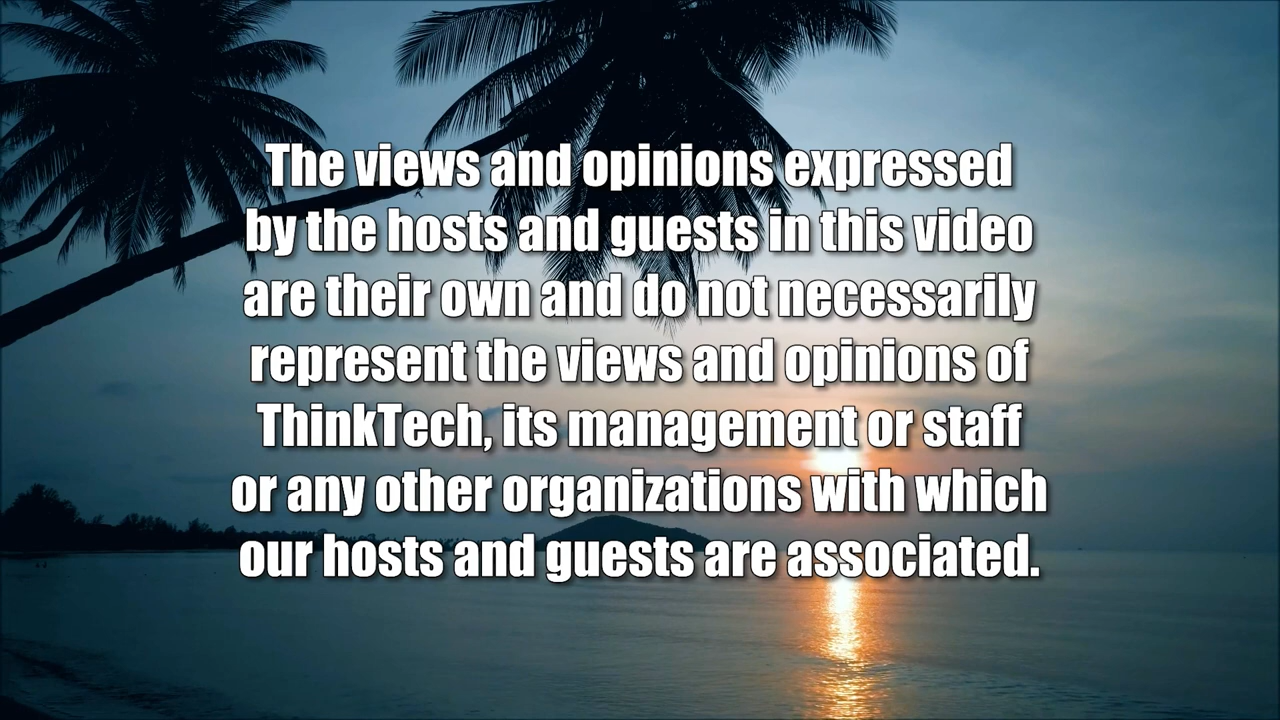 The views and opinions expressed
by the hosts and guests in this video
are their own and do not necessarily
represent the views and opinions of
ThinkTech, its management or staff
or any other organizations with which
our hosts and guests are associated.